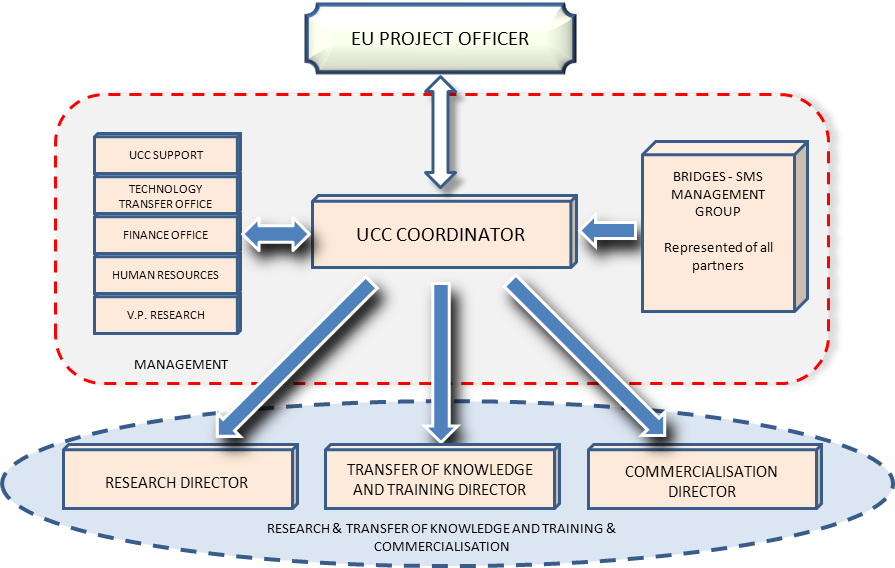 EU PROJECT OFFICER
UCC SUPPORT
TECHNOLOGY
TRANSFER OFFICE
FINANCE OFFICE
HUMAN RESOURCES
V.P. RESEARCH
MANAGEMENT
UCC COORDINATOR
BRIDGES - SMS
MANAGEMENT
GROUP
Represented of all
partners
RESEARCH DIRECTOR
TRANSFER OF KNOWLEDGE
AND TRAINING DIRECTOR
COMMERCIALISATION
DIRECTOR
RESEARCH & TRANSFER OF KNOWLEDGE AND TRAINING &
COMMERCIALISATION